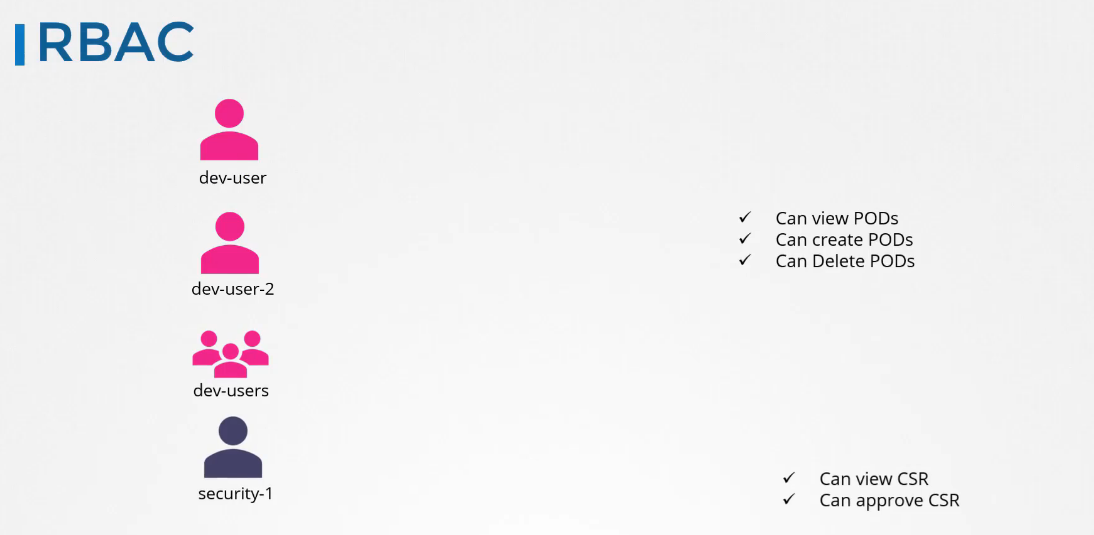 RBAC
dev-user
dev-user-2
Can view PODs
Can create PODs
Can Delete PODs
dev-users
security-1
Can view CSR
Can approve CSR